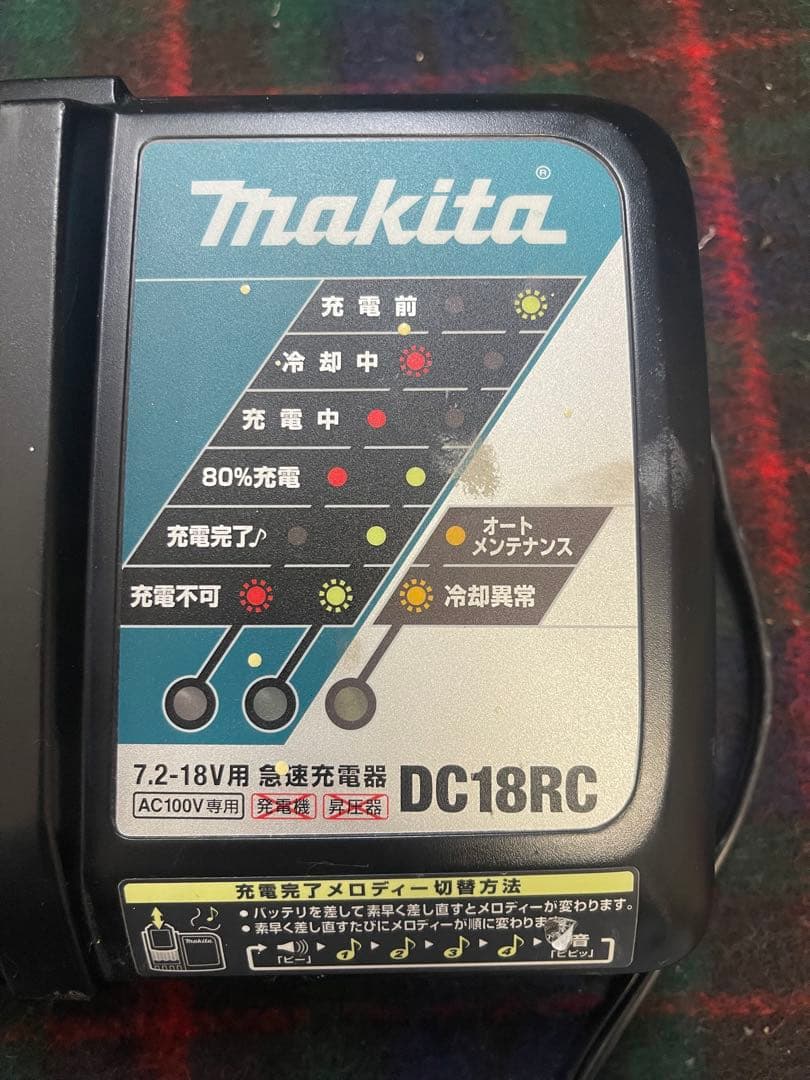 makita®
充電前
冷却中
充電中
80%充電
充電完了♪
オート
メンテナンス
充電不可
冷却異常
7.2-18V用 急速充電器 DC18RC
AC100V専用 発電機 昇圧器
充電完了メロディー切替方法
● バッテリを差して素早く差し直すとメロディーが変わります。
● 素早く差し直すたびにメロディーが順に変わります
makita
1 2 3 4 音
「ピー」 「ピピッ」